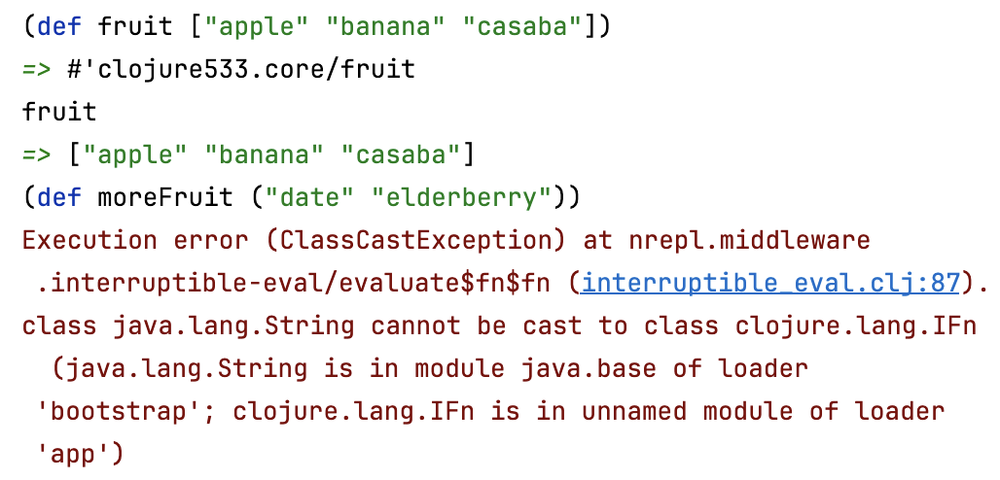 (def fruit ["apple" "banana" "casaba"])
=> #'clojure533.core/fruit
fruit
=> ["apple" "banana" "casaba"]
(def moreFruit ("date" "elderberry"))
Execution error (ClassCastException) at nrepl.middleware
.interruptible-eval/evaluate$fn$fn (interruptible_eval.clj:87).
class java.lang.String cannot be cast to class clojure.lang.IFn
(java.lang.String is in module java.base of loader
'bootstrap'; clojure.lang.IFn is in unnamed module of loader
'app')